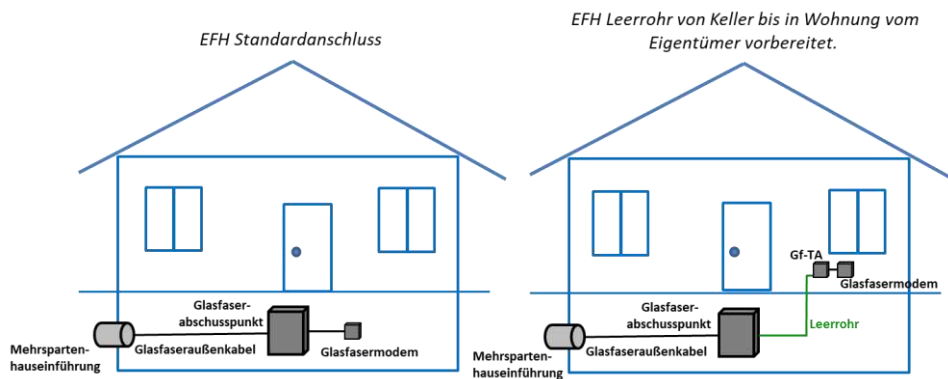 EFH Standardanschluss
Glasfaser-
abschusspunkt
Mehrsparten-
hauseinführung
Glasfaseraußenkabel
Glasfasermodem
EFH Leerrohr von Keller bis in Wohnung vom
Eigentümer vorbereitet.
Gf-TA
Glasfasermodem
Glasfaser-
abschusspunkt
Leerrohr
Mehrsparten-
hauseinführung
Glasfaseraußenkabel